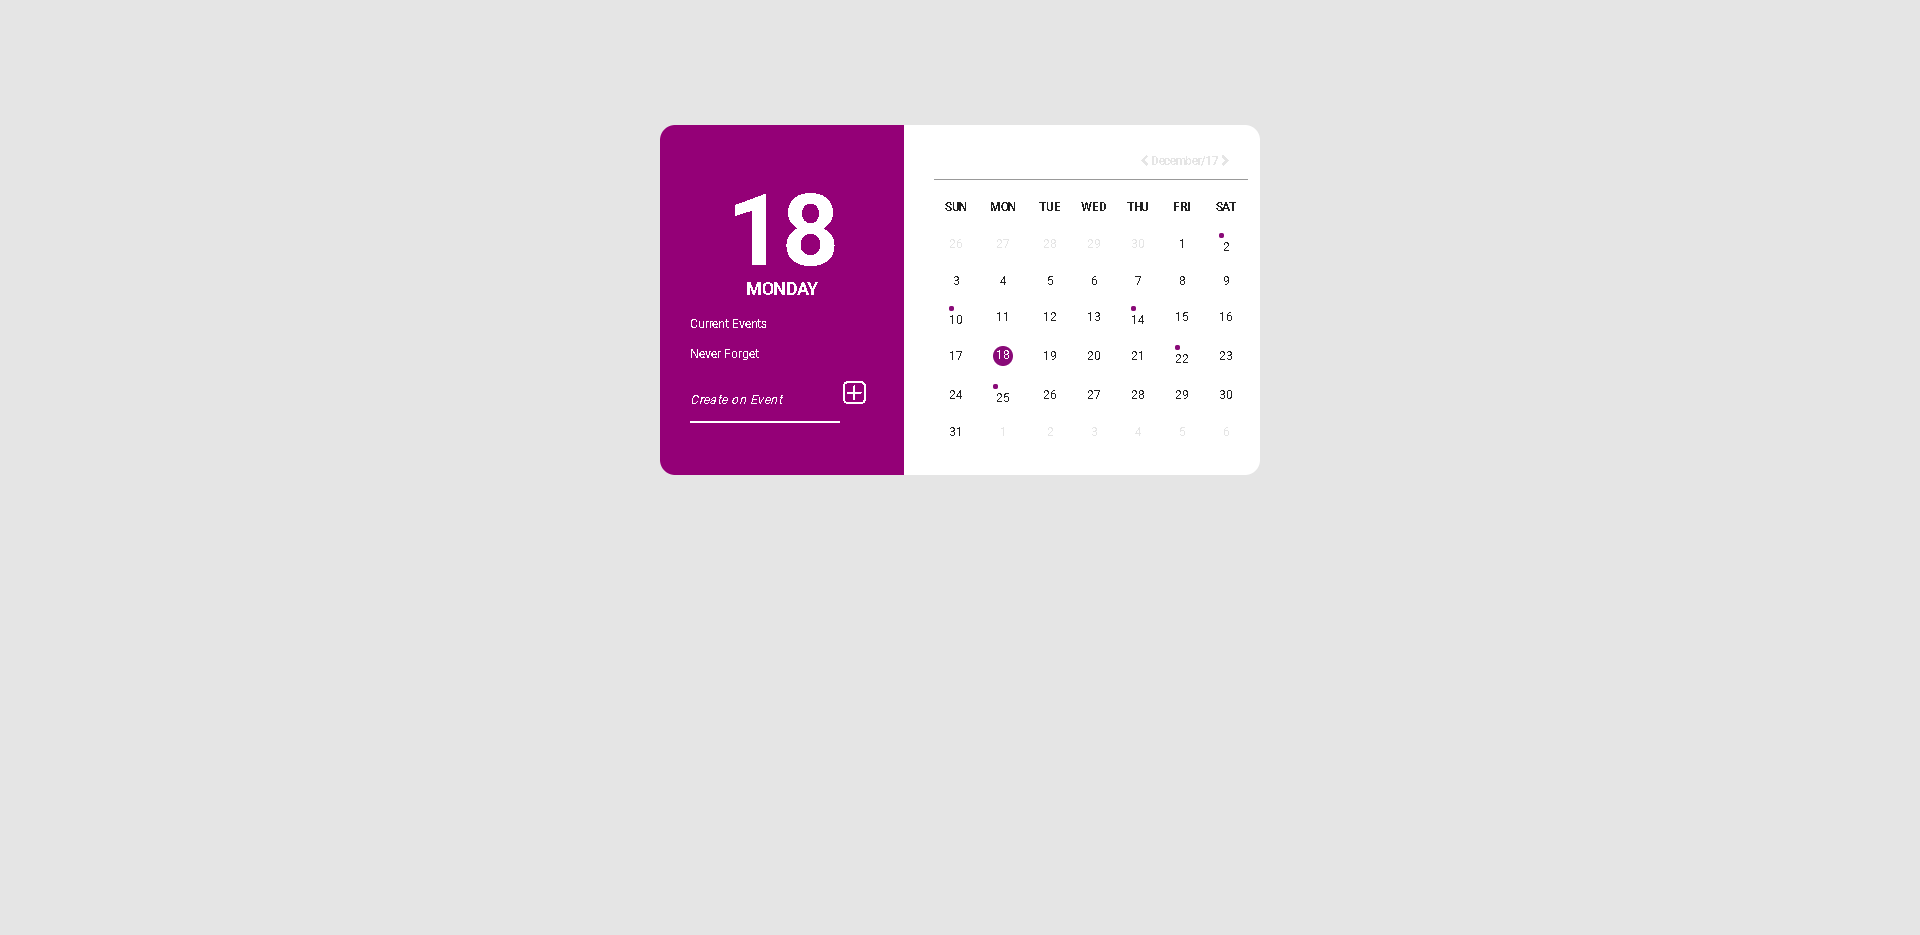 18
MONDAY
Current Events
Never Forget
Create on Event
December/17
SUN MON TUE WED THU FRI SAT
26 27 28 29 30 1 2
3 4 5 6 7 8 9
10 11 12 13 14 15 16
17 18 19 20 21 22 23
24 25 26 27 28 29 30
31 1 2 3 4 5 6